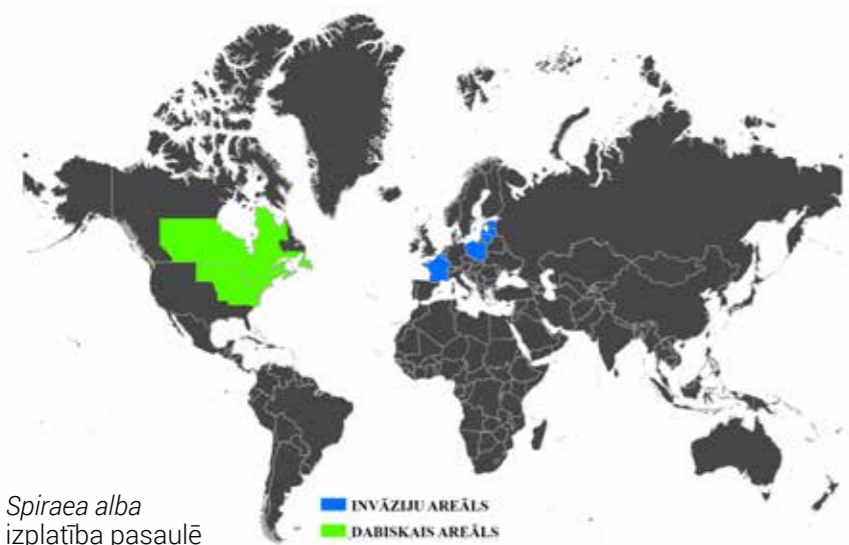 Spiraea alba
izplatība pasaulē
INVĀZIJU AREĀLS
DABISKAIS AREĀLS